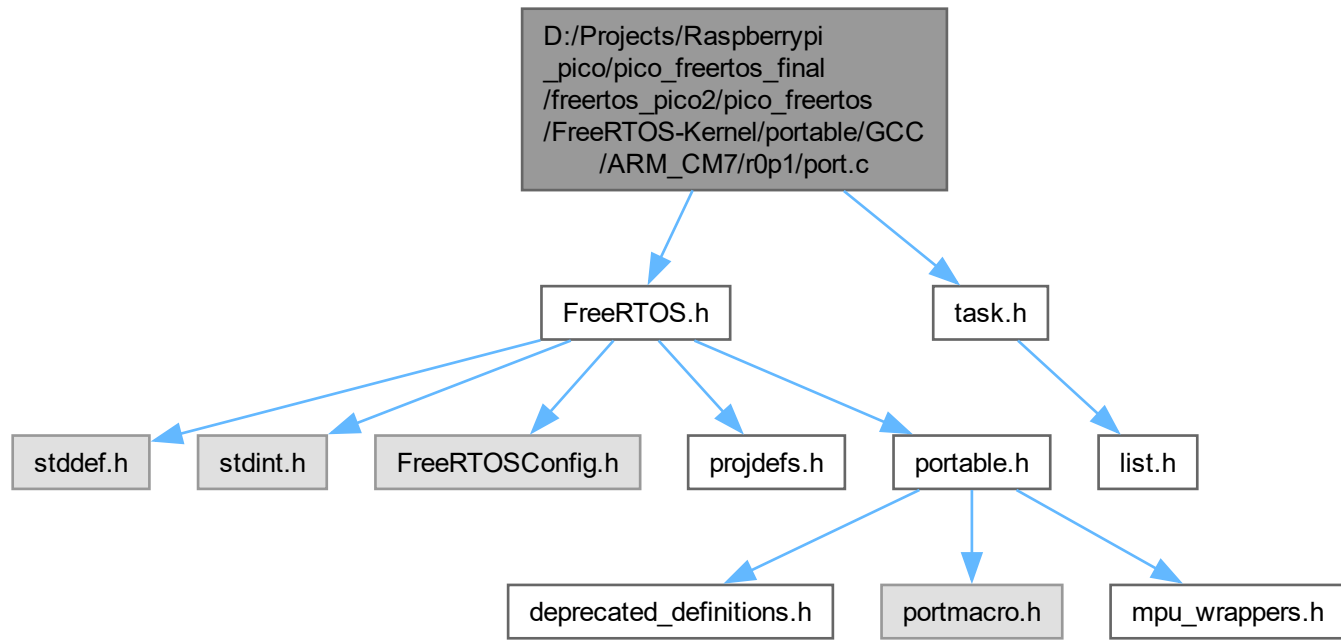 D:/Projects/Raspberrypi
_pico/pico_freertos_final
/freertos_pico2/pico_freertos
/FreeRTOS-Kernel/portable/GCC
/ARM_CM7/r0p1/port.c
FreeRTOS.h
task.h
stddef.h
stdint.h
FreeRTOSConfig.h
projdefs.h
portable.h
list.h
deprecated_definitions.h
portmacro.h
mpu_wrappers.h